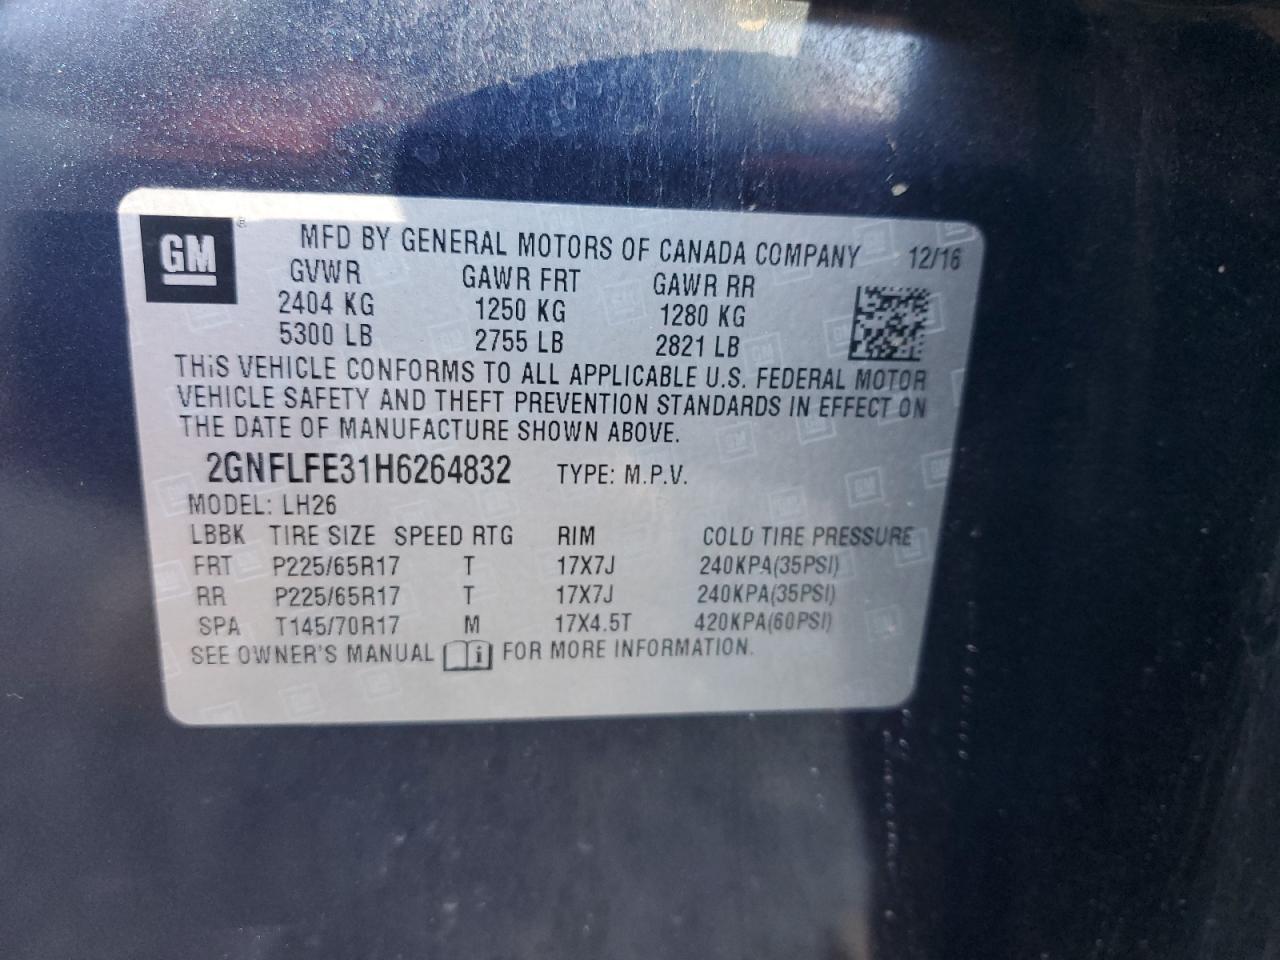 GM ® MFD BY GENERAL MOTORS OF CANADA COMPANY 12/16
GVWR GAWR FRT GAWR RR
2404 KG 1250 KG 1280 KG
5300 LB 2755 LB 2821 LB
THIS VEHICLE CONFORMS TO ALL APPLICABLE U.S. FEDERAL MOTOR
VEHICLE SAFETY AND THEFT PREVENTION STANDARDS IN EFFECT ON
THE DATE OF MANUFACTURE SHOWN ABOVE.
2GNFLFE31H6264832 TYPE: M.P.V.
MODEL: LH26
LBBK TIRE SIZE SPEED RTG RIM COLD TIRE PRESSURE
FRT P225/65R17 T 17X7J 240KPA(35PSI)
RR P225/65R17 T 17X7J 240KPA(35PSI)
SPA T145/70R17 M 17X4.5T 420KPA(60PSI)
SEE OWNER'S MANUAL i FOR MORE INFORMATION.